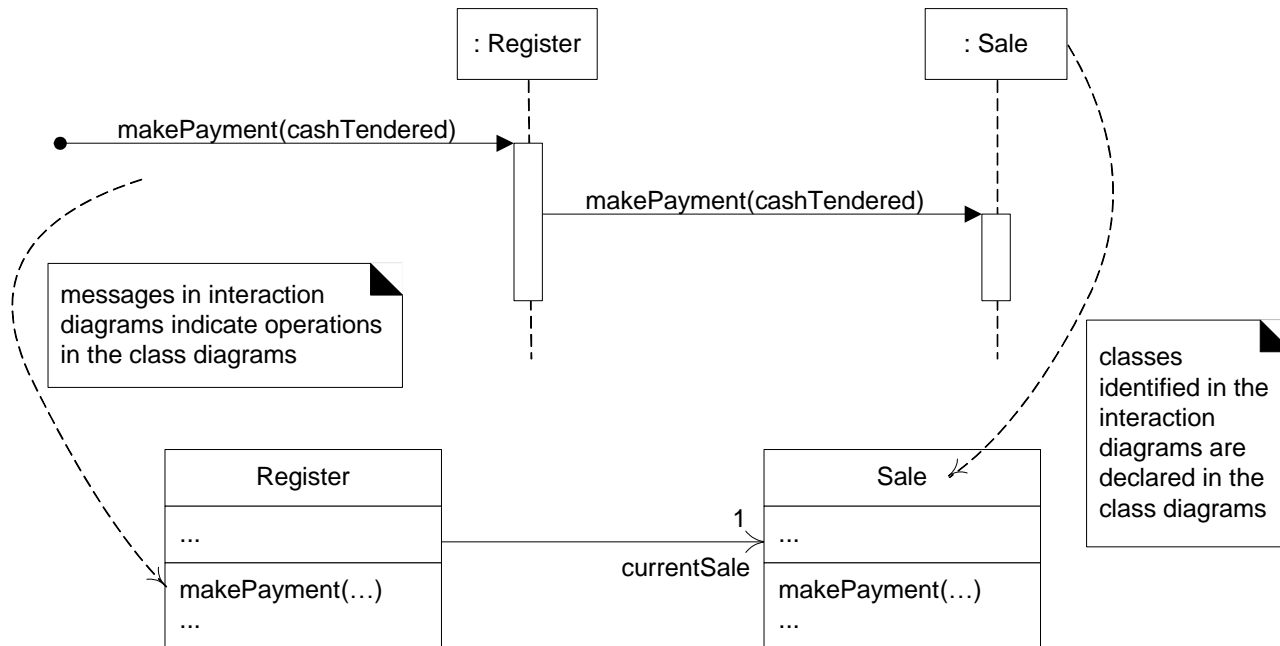 : Register
: Sale
makePayment(cashTendered)
makePayment(cashTendered)
messages in interaction
diagrams indicate operations
in the class diagrams
classes
identified in the
interaction
diagrams are
declared in the
class diagrams
Register
...
makePayment(…)
...
1
currentSale
Sale
...
makePayment(…)
...